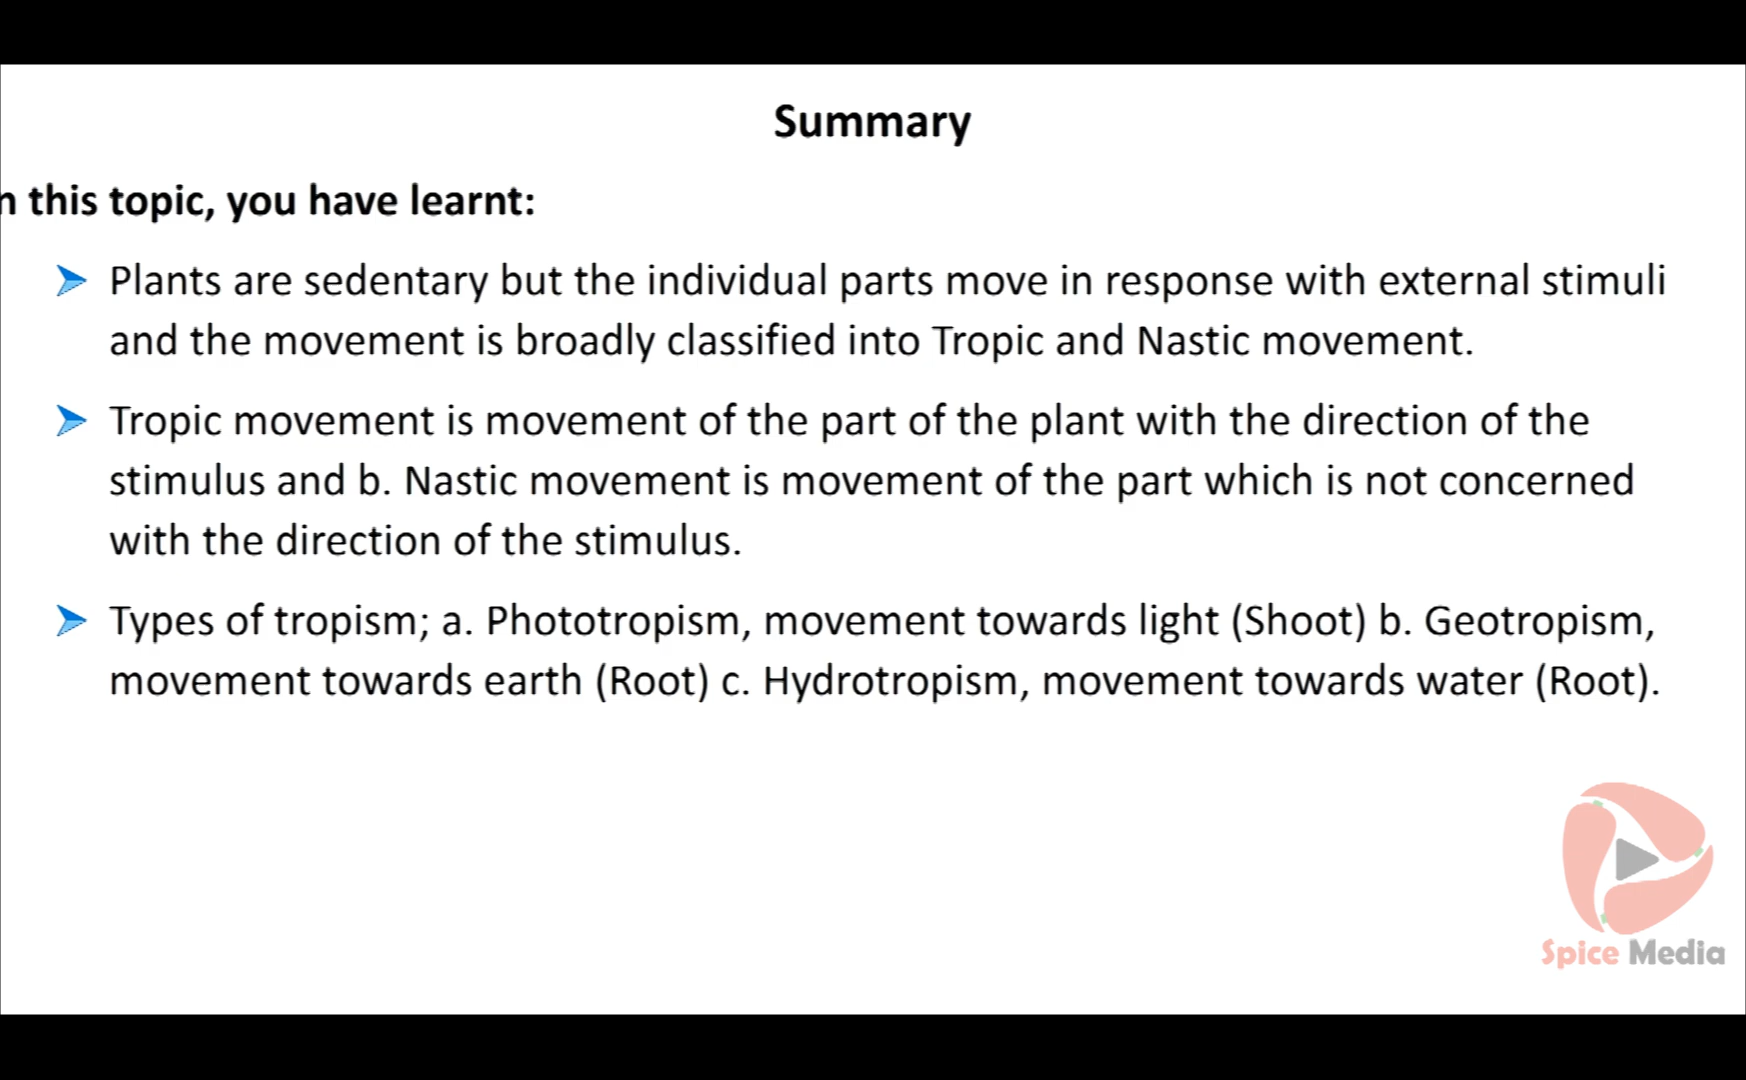 Summary
n this topic, you have learnt:
Plants are sedentary but the individual parts move in response with external stimuli
and the movement is broadly classified into Tropic and Nastic movement.
Tropic movement is movement of the part of the plant with the direction of the
stimulus and b. Nastic movement is movement of the part which is not concerned
with the direction of the stimulus.
Types of tropism; a. Phototropism, movement towards light (Shoot) b. Geotropism,
movement towards earth (Root) c. Hydrotropism, movement towards water (Root).
Spice Media